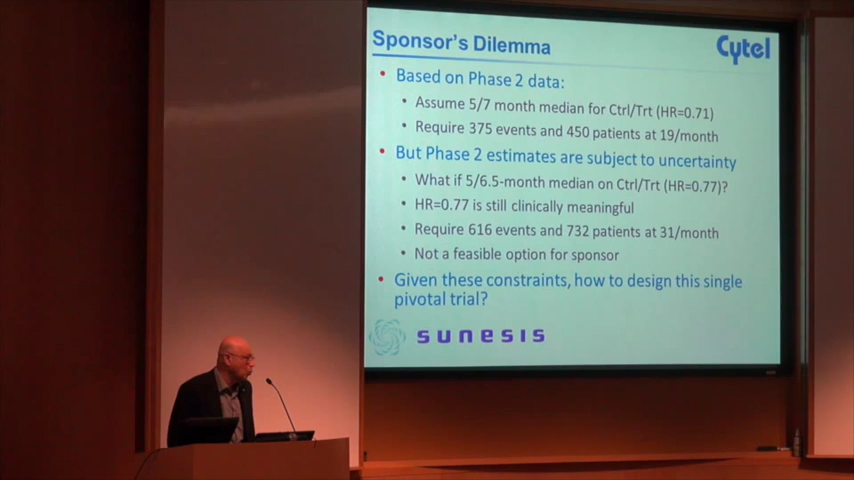 Sponsor's Dilemma
Cytel
• Based on Phase 2 data:
• Assume 5/7 month median for Ctrl/Trt (HR=0.71)
• Require 375 events and 450 patients at 19/month
• But Phase 2 estimates are subject to uncertainty
• What if 5/6.5-month median on Ctrl/Trt (HR=0.77)?
• HR=0.77 is still clinically meaningful
• Require 616 events and 732 patients at 31/month
• Not a feasible option for sponsor
• Given these constraints, how to design this single
pivotal trial?
sunesis